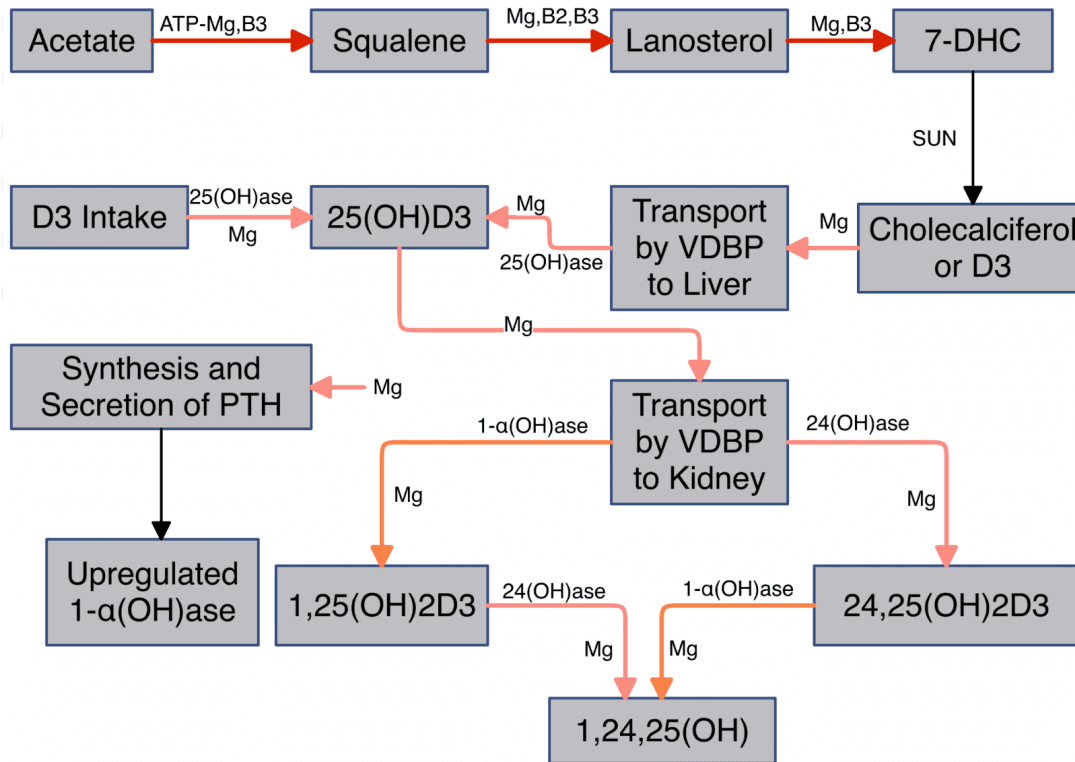 Acetate
ATP-Mg,B3
Squalene
Mg,B2,B3
Lanosterol
Mg,B3
7-DHC
SUN
D3 Intake
25(OH)ase
Mg
25(OH)D3
Mg
25(OH)ase
Transport
by VDBP
to Liver
Mg
Cholecalciferol
or D3
Mg
Synthesis and
Secretion of PTH
Mg
Transport
by VDBP
to Kidney
1-α(OH)ase
Mg
24(OH)ase
Mg
Upregulated
1-α(OH)ase
1,25(OH)2D3
24(OH)ase
Mg
1-α(OH)ase
Mg
24,25(OH)2D3
1,24,25(OH)